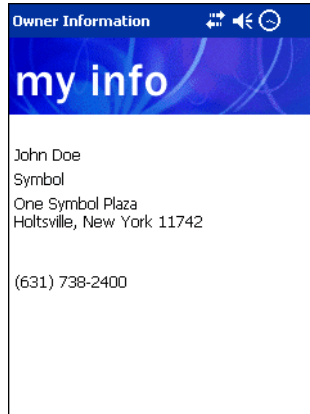 Owner Information
my info
John Doe
Symbol
One Symbol Plaza
Holtsville, New York 11742
(631) 738-2400